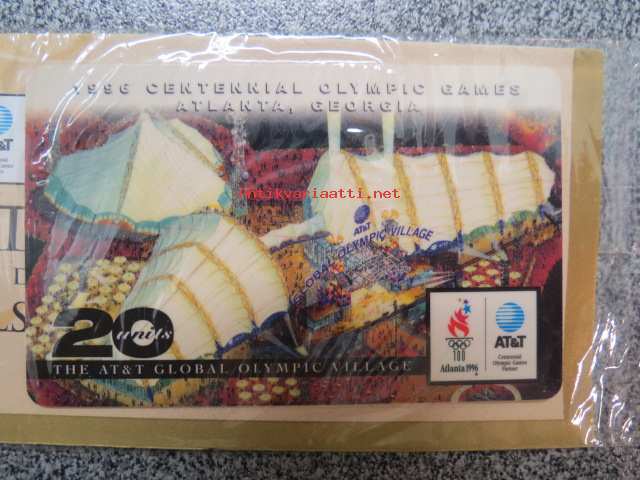 1996 CENTENNIAL OLYMPIC GAMES
ATLANTA, GEORGIA
AT&T
antikvariaatti.net
AT&T
GLOBAL OLYMPIC VILLAGE
20 units
THE AT&T GLOBAL OLYMPIC VILLAGE
100
Atlanta 1996
AT&T
Centennial
Olympic Games
Partner